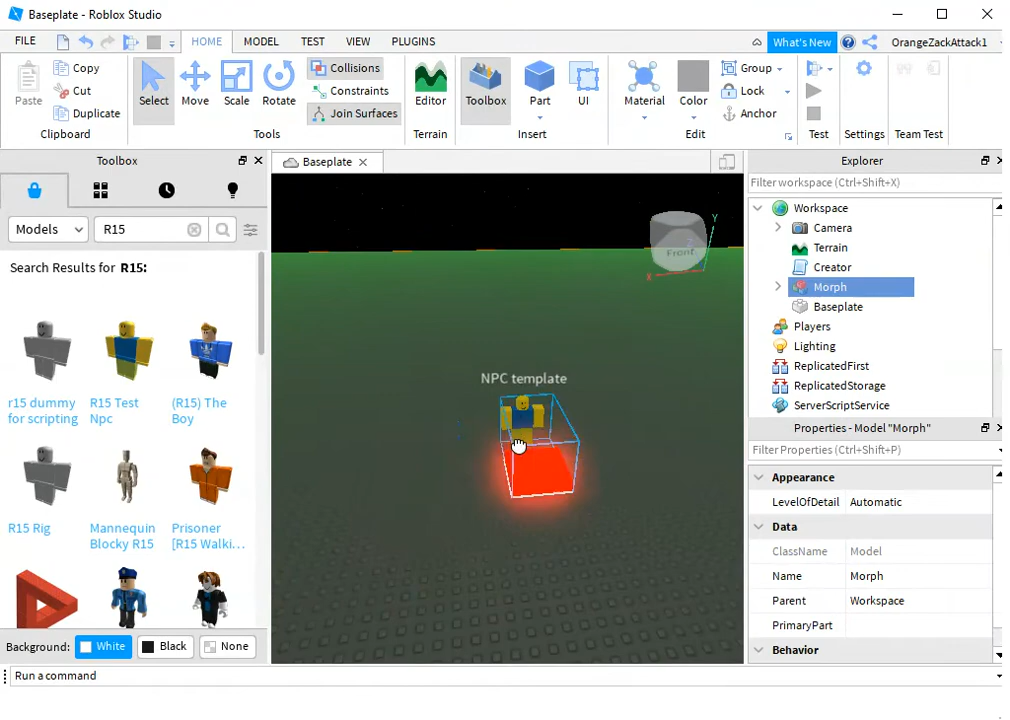 Baseplate - Roblox Studio
FILE HOME MODEL TEST VIEW PLUGINS What's New OrangeZackAttack1
Paste Copy Cut Duplicate
Clipboard
Select Move Scale Rotate Collisions Constraints Join Surfaces
Tools
Editor
Terrain
Toolbox Part UI
Insert
Material Color Group Lock Anchor
Edit
Test
Settings
Team Test
Toolbox
Models R15
Search Results for R15:
r15 dummy for scripting
R15 Test Npc
(R15) The Boy
R15 Rig
Mannequin Blocky R15
Prisoner [R15 Walki...
Background: White Black None
Baseplate
Front
Y
X
Z
NPC template
Explorer
Filter workspace (Ctrl+Shift+X)
Workspace
Camera
Terrain
Creator
Morph
Baseplate
Players
Lighting
ReplicatedFirst
ReplicatedStorage
ServerScriptService
Properties - Model "Morph"
Filter Properties (Ctrl+Shift+P)
Appearance
LevelOfDetail Automatic
Data
ClassName Model
Name Morph
Parent Workspace
PrimaryPart
Behavior
Run a command